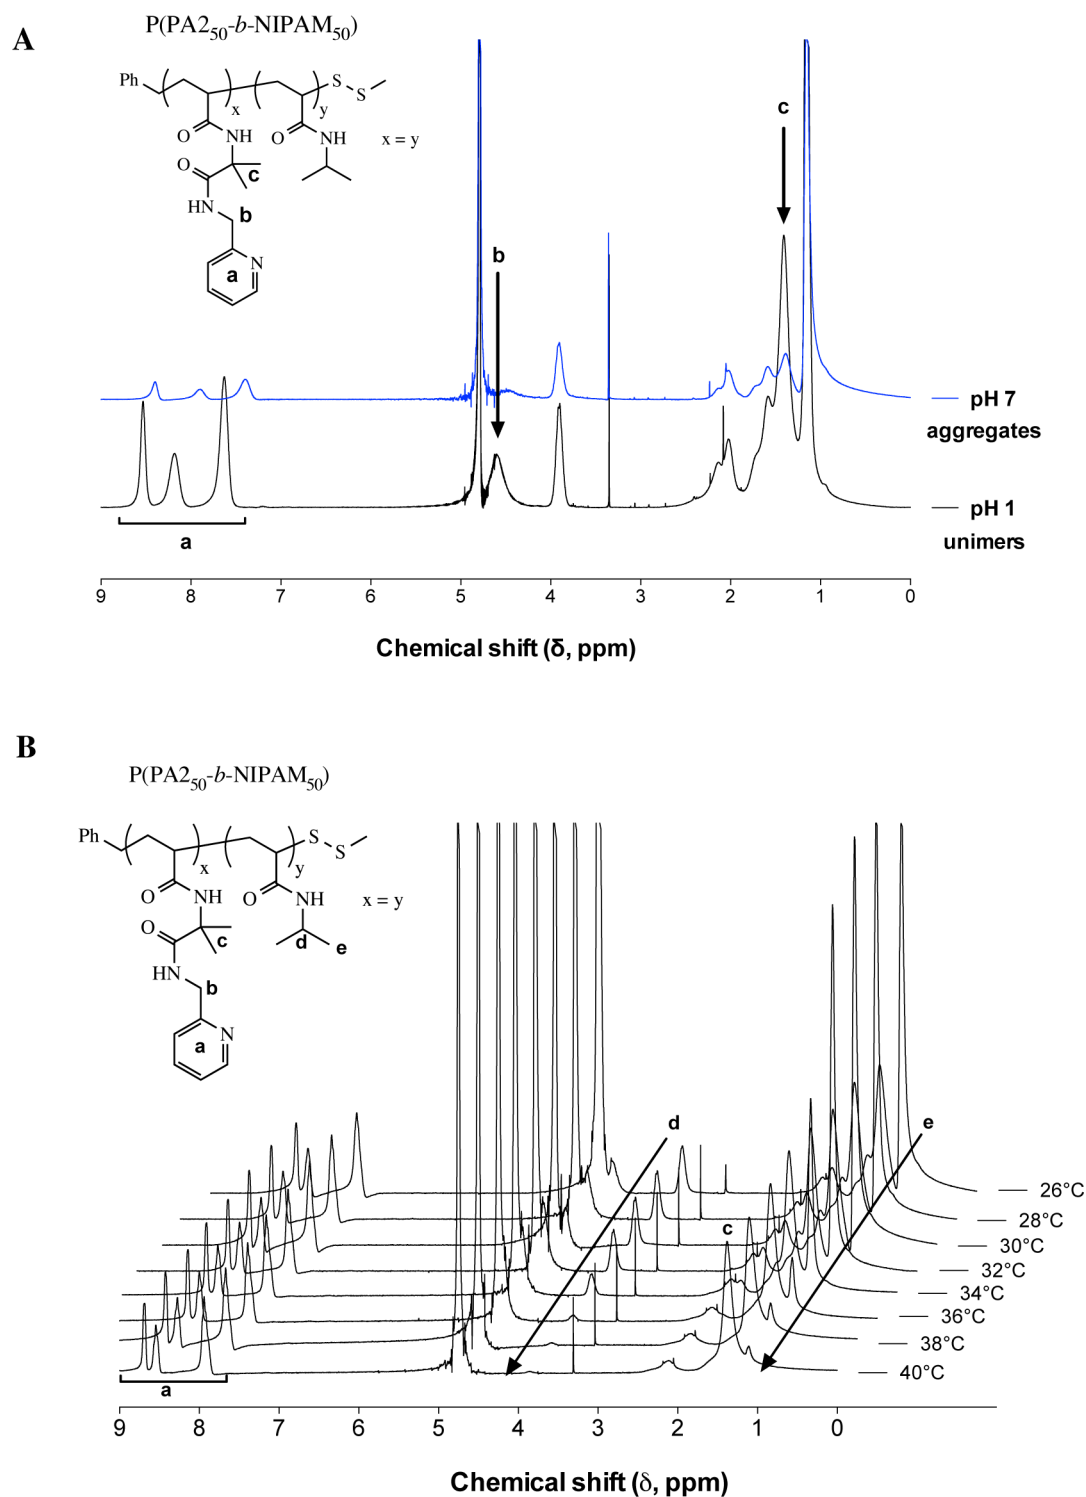 A
P(PA2₅₀-b-NIPAM₅₀)
Ph
S
S
x
y
O
NH
O
NH
x = y
O
c
HN
b
a
N
b
c
a
pH 7
aggregates
pH 1
unimers
9 8 7 6 5 4 3 2 1 0
Chemical shift (δ, ppm)
B
P(PA2₅₀-b-NIPAM₅₀)
Ph
S
S
x
y
O
NH
O
NH
x = y
O
c
d
e
HN
b
a
N
d
e
c
a
26°C
28°C
30°C
32°C
34°C
36°C
38°C
40°C
9 8 7 6 5 4 3 2 1 0
Chemical shift (δ, ppm)